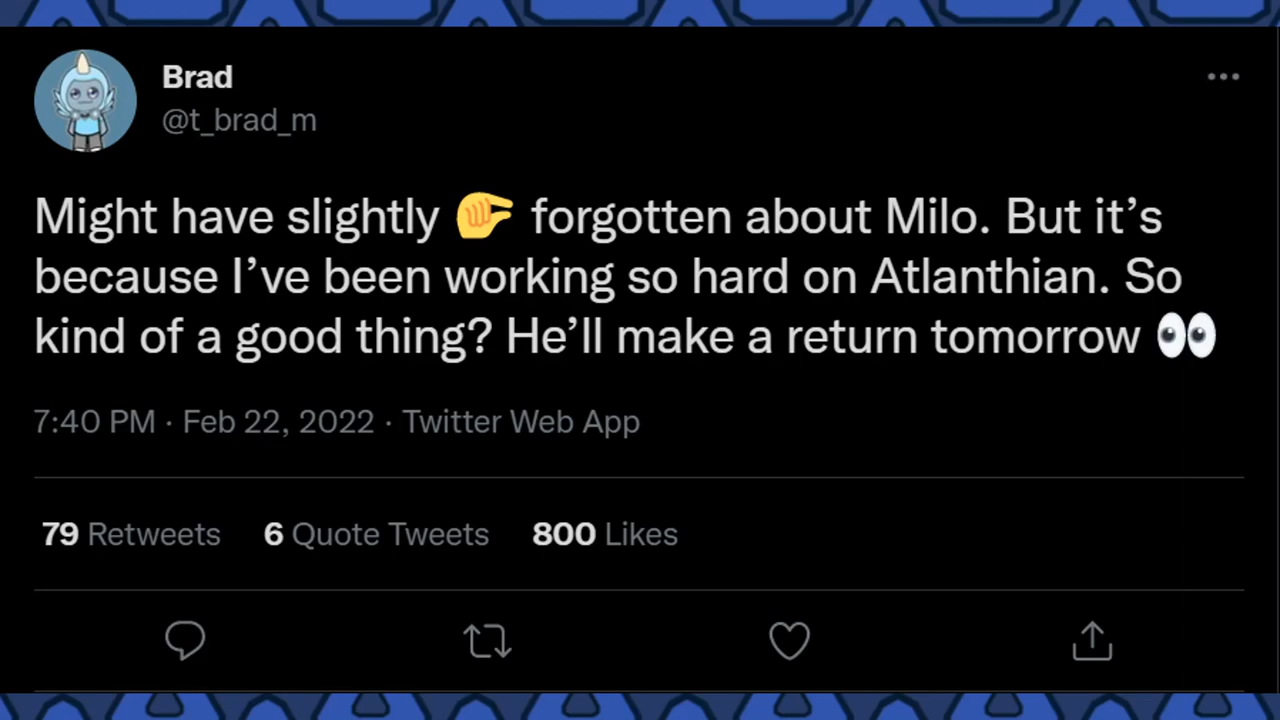 Brad
@t_brad_m
Might have slightly 🤏 forgotten about Milo. But it’s
because I’ve been working so hard on Atlanthian. So
kind of a good thing? He’ll make a return tomorrow 👀
7:40 PM · Feb 22, 2022 · Twitter Web App
79 Retweets 6 Quote Tweets 800 Likes